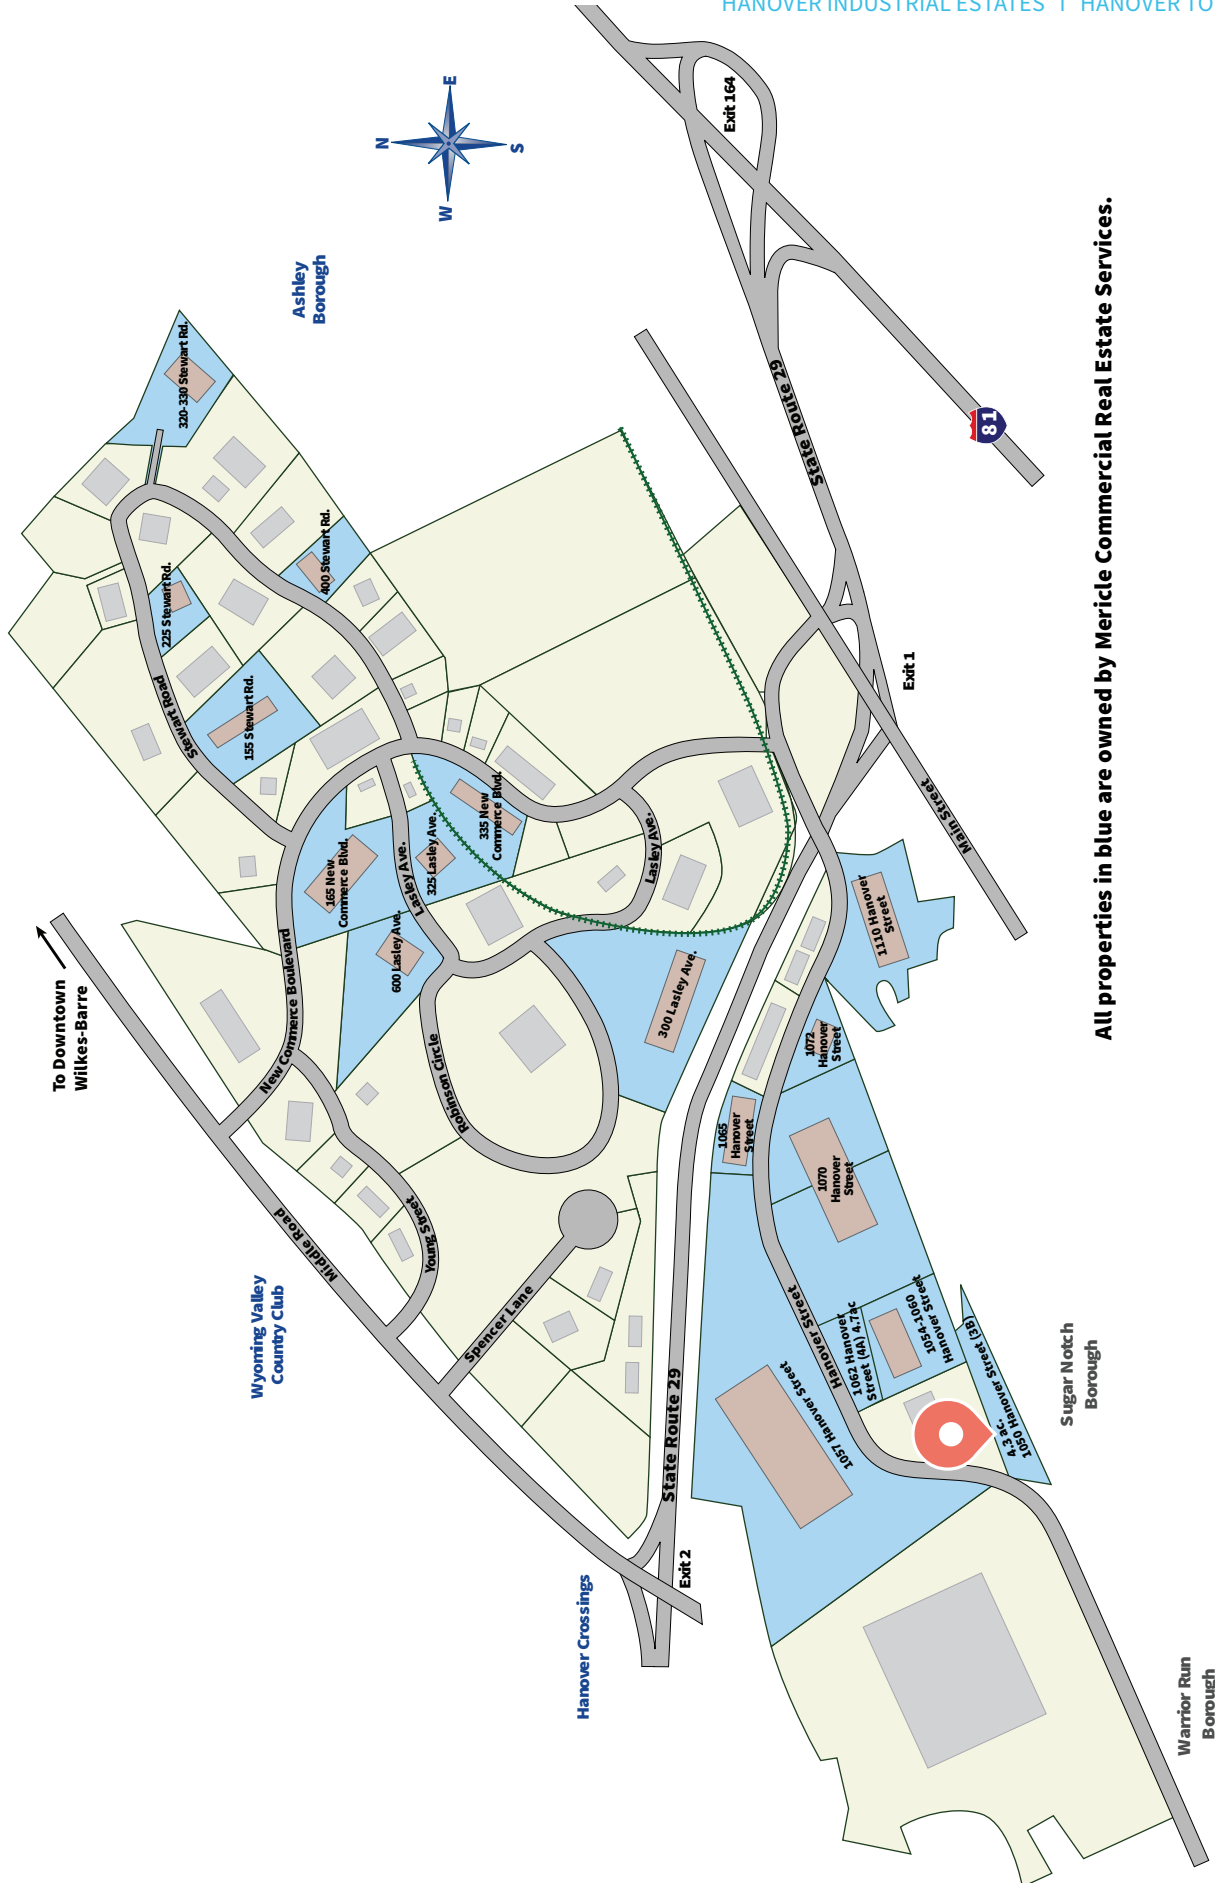 HANOVER INDUSTRIAL ESTATES | HANOVER TO
Exit 164
E
N
S
W
Ashley
Borough
320-330 Stewart Rd.
400 Stewart Rd.
225 Stewart Rd.
155 Stewart Rd.
Stewart Road
State Route 29
81
Exit 1
Main Street
All properties in blue are owned by Mericle Commercial Real Estate Services.
335 New
Commerce Blvd.
325 Lasley Ave.
165 New
Commerce Blvd.
Lasley Ave.
Lasley Ave.
600 Lasley Ave.
300 Lasley Ave.
To Downtown
Wilkes-Barre
New Commerce Boulevard
Robinson Circle
1110 Hanover
Street
1072
Hanover
Street
1065
Hanover
Street
1070
Hanover
Street
Middle Road
Young Street
Spencer Lane
Wyoming Valley
Country Club
Hanover Street
1062 Hanover
Street (4A) 4.7ac
1054-1060
Hanover Street
4.3 ac.
1050 Hanover Street (3B)
1057 Hanover Street
State Route 29
Exit 2
Hanover Crossings
Sugar Notch
Borough
Warrior Run
Borough